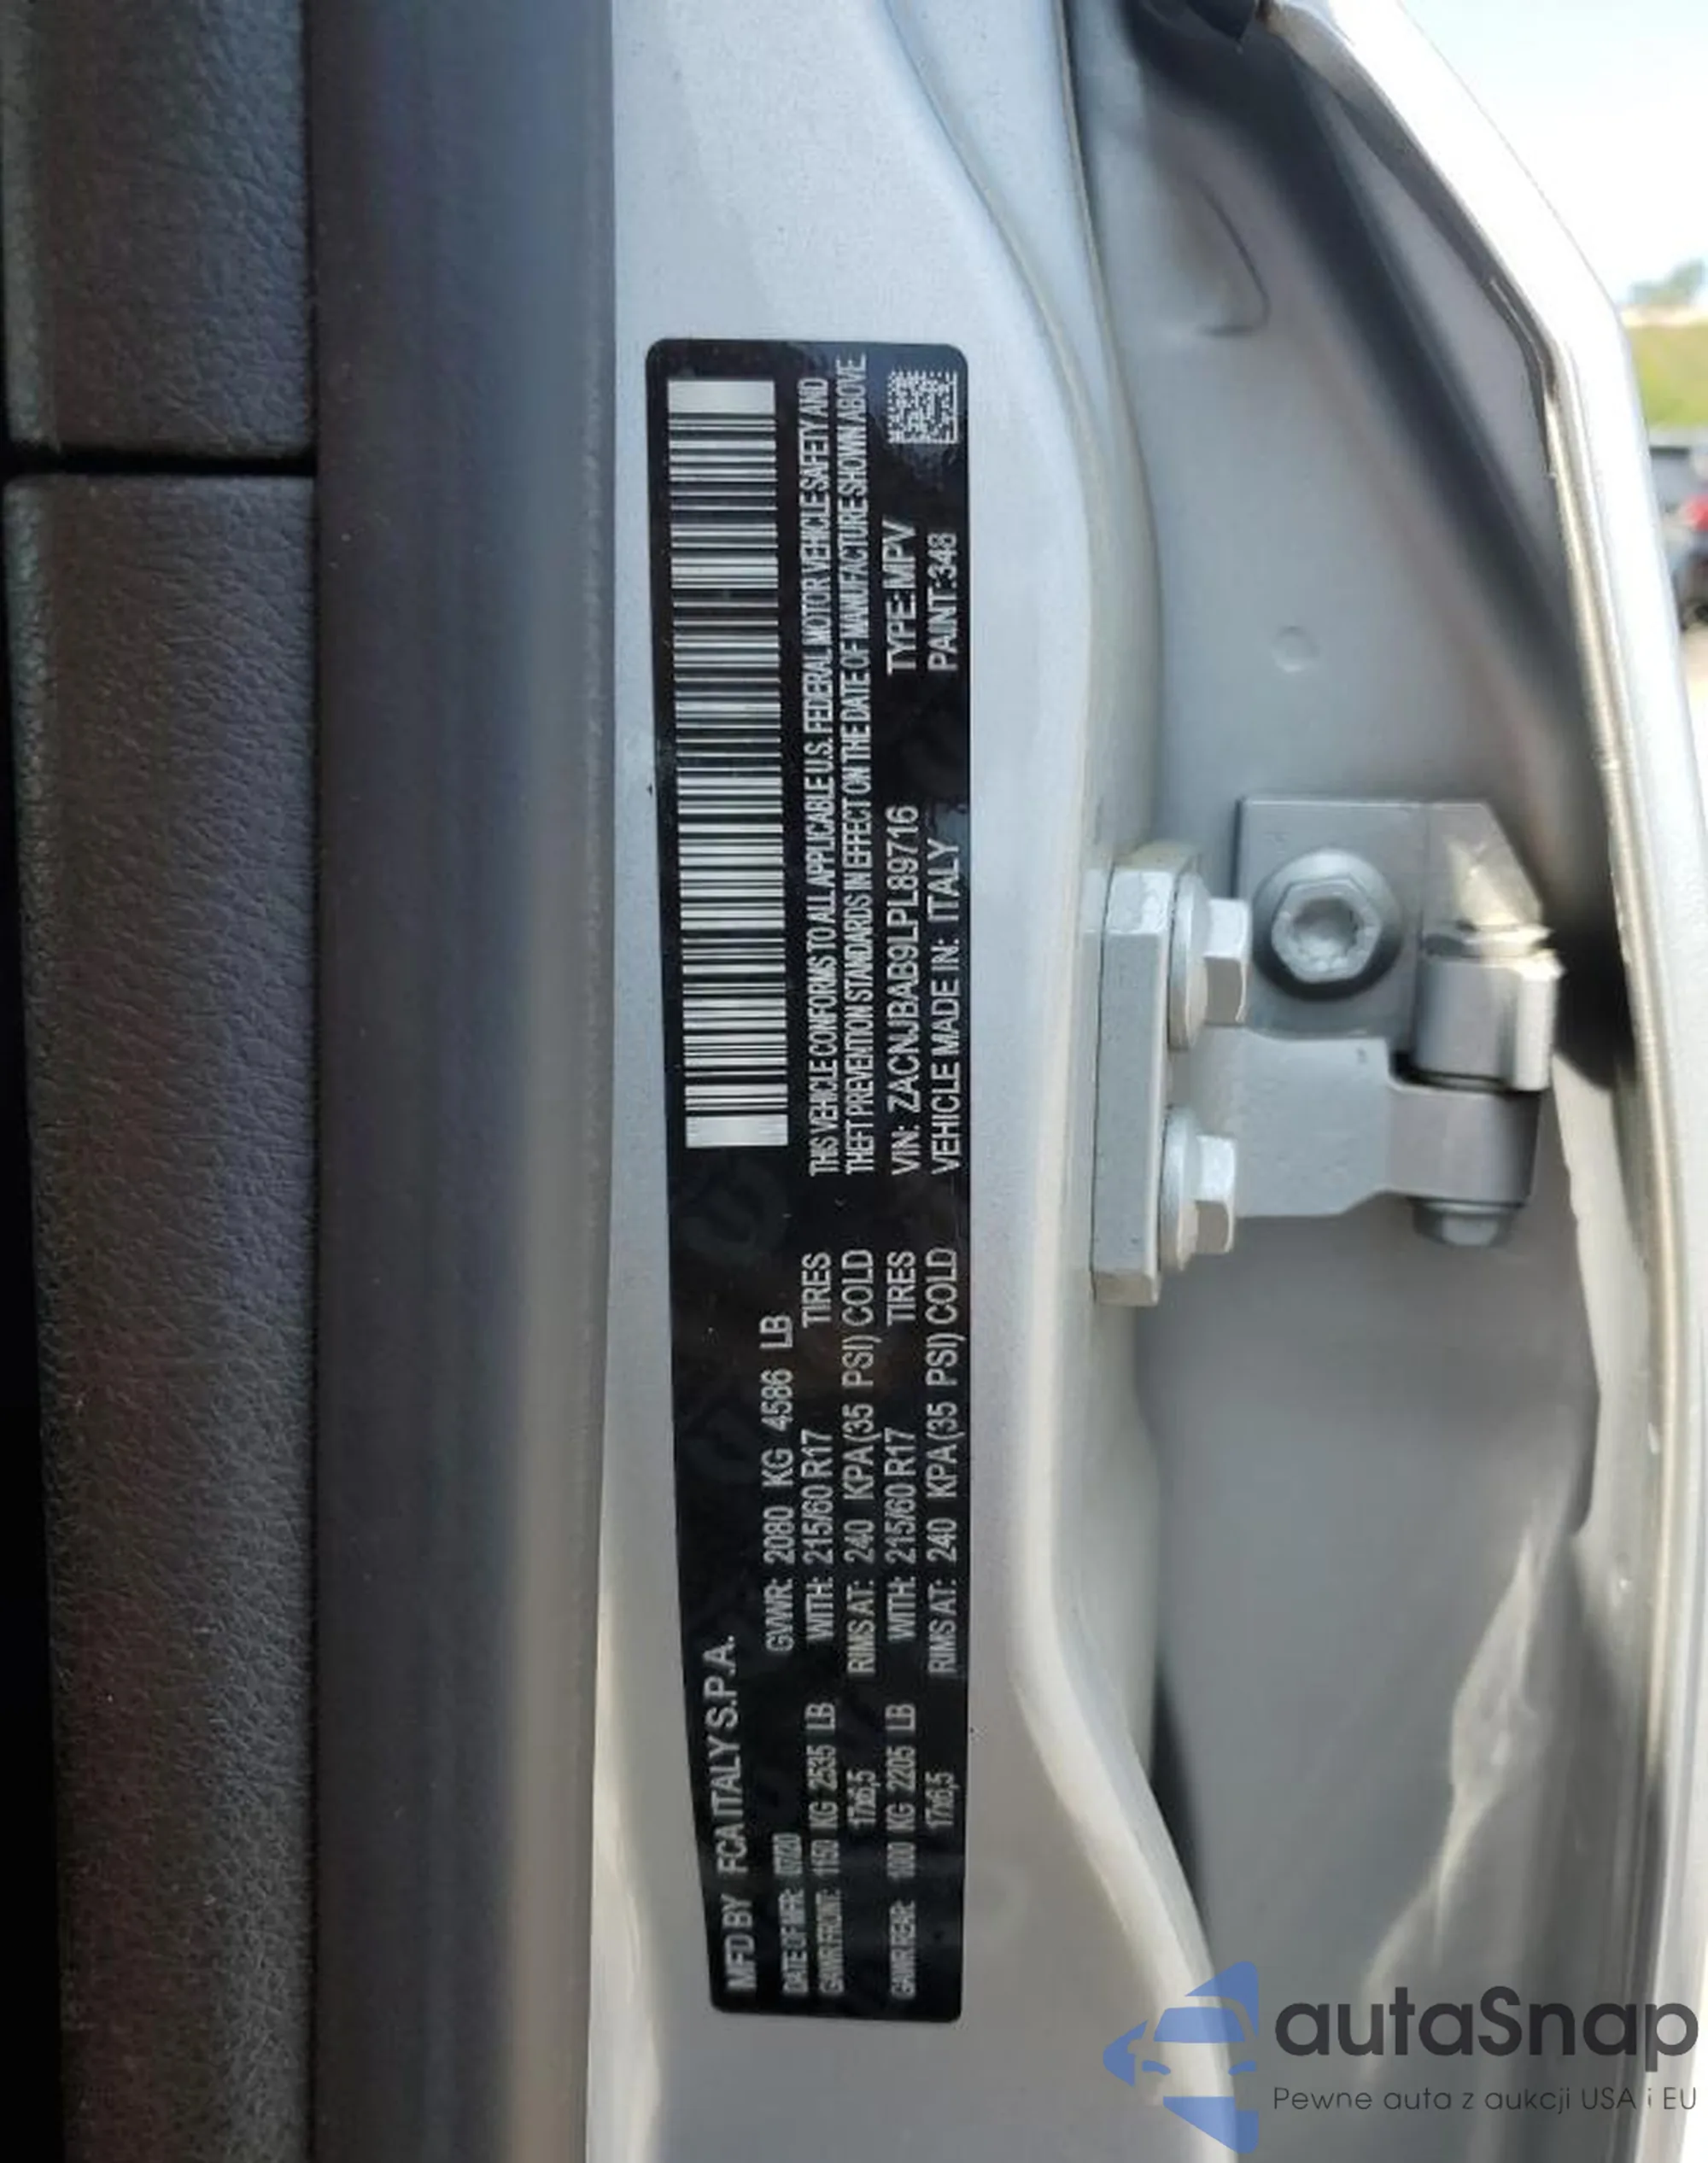 MFD BY FCA ITALY S.P.A.
DATE OF MFR: 07/20
GVWR: 2080 KG 4586 LB
GAWR FRONT: 1150 KG 2535 LB
WITH: 215/60 R17 TIRES
17x6,5
RIMS AT: 240 KPA (35 PSI) COLD
GAWR REAR: 1000 KG 2205 LB
WITH: 215/60 R17 TIRES
17x6,5
RIMS AT: 240 KPA (35 PSI) COLD
THIS VEHICLE CONFORMS TO ALL APPLICABLE U.S. FEDERAL MOTOR VEHICLE SAFETY AND
THEFT PREVENTION STANDARDS IN EFFECT ON THE DATE OF MANUFACTURE SHOWN ABOVE
VIN: ZACNJBAB9LPL89716 TYPE: MPV
VEHICLE MADE IN: ITALY PAINT: 348
autaSnap
Pewne auta z aukcji USA i EU